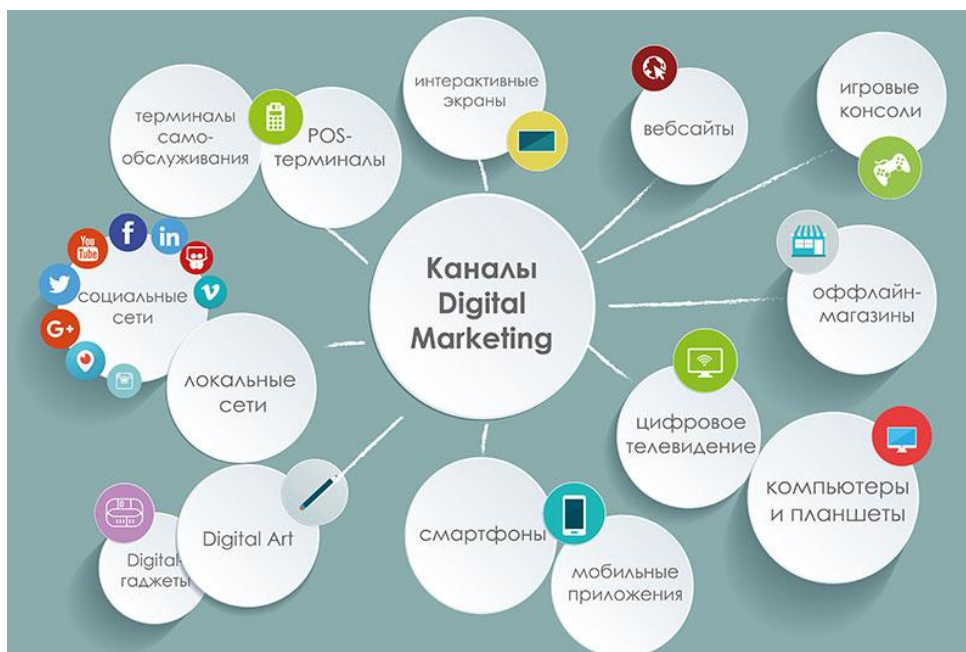 терминалы
само-
обслуживания
POS-
терминалы
интерактивные
экраны
вебсайты
игровые
консоли
Каналы
Digital
Marketing
You
Tube
f
in
v
G+
социальные
сети
локальные
сети
оффлайн-
магазины
цифровое
телевидение
компьютеры
и планшеты
Digital-
гаджеты
Digital Art
смартфоны
мобильные
приложения